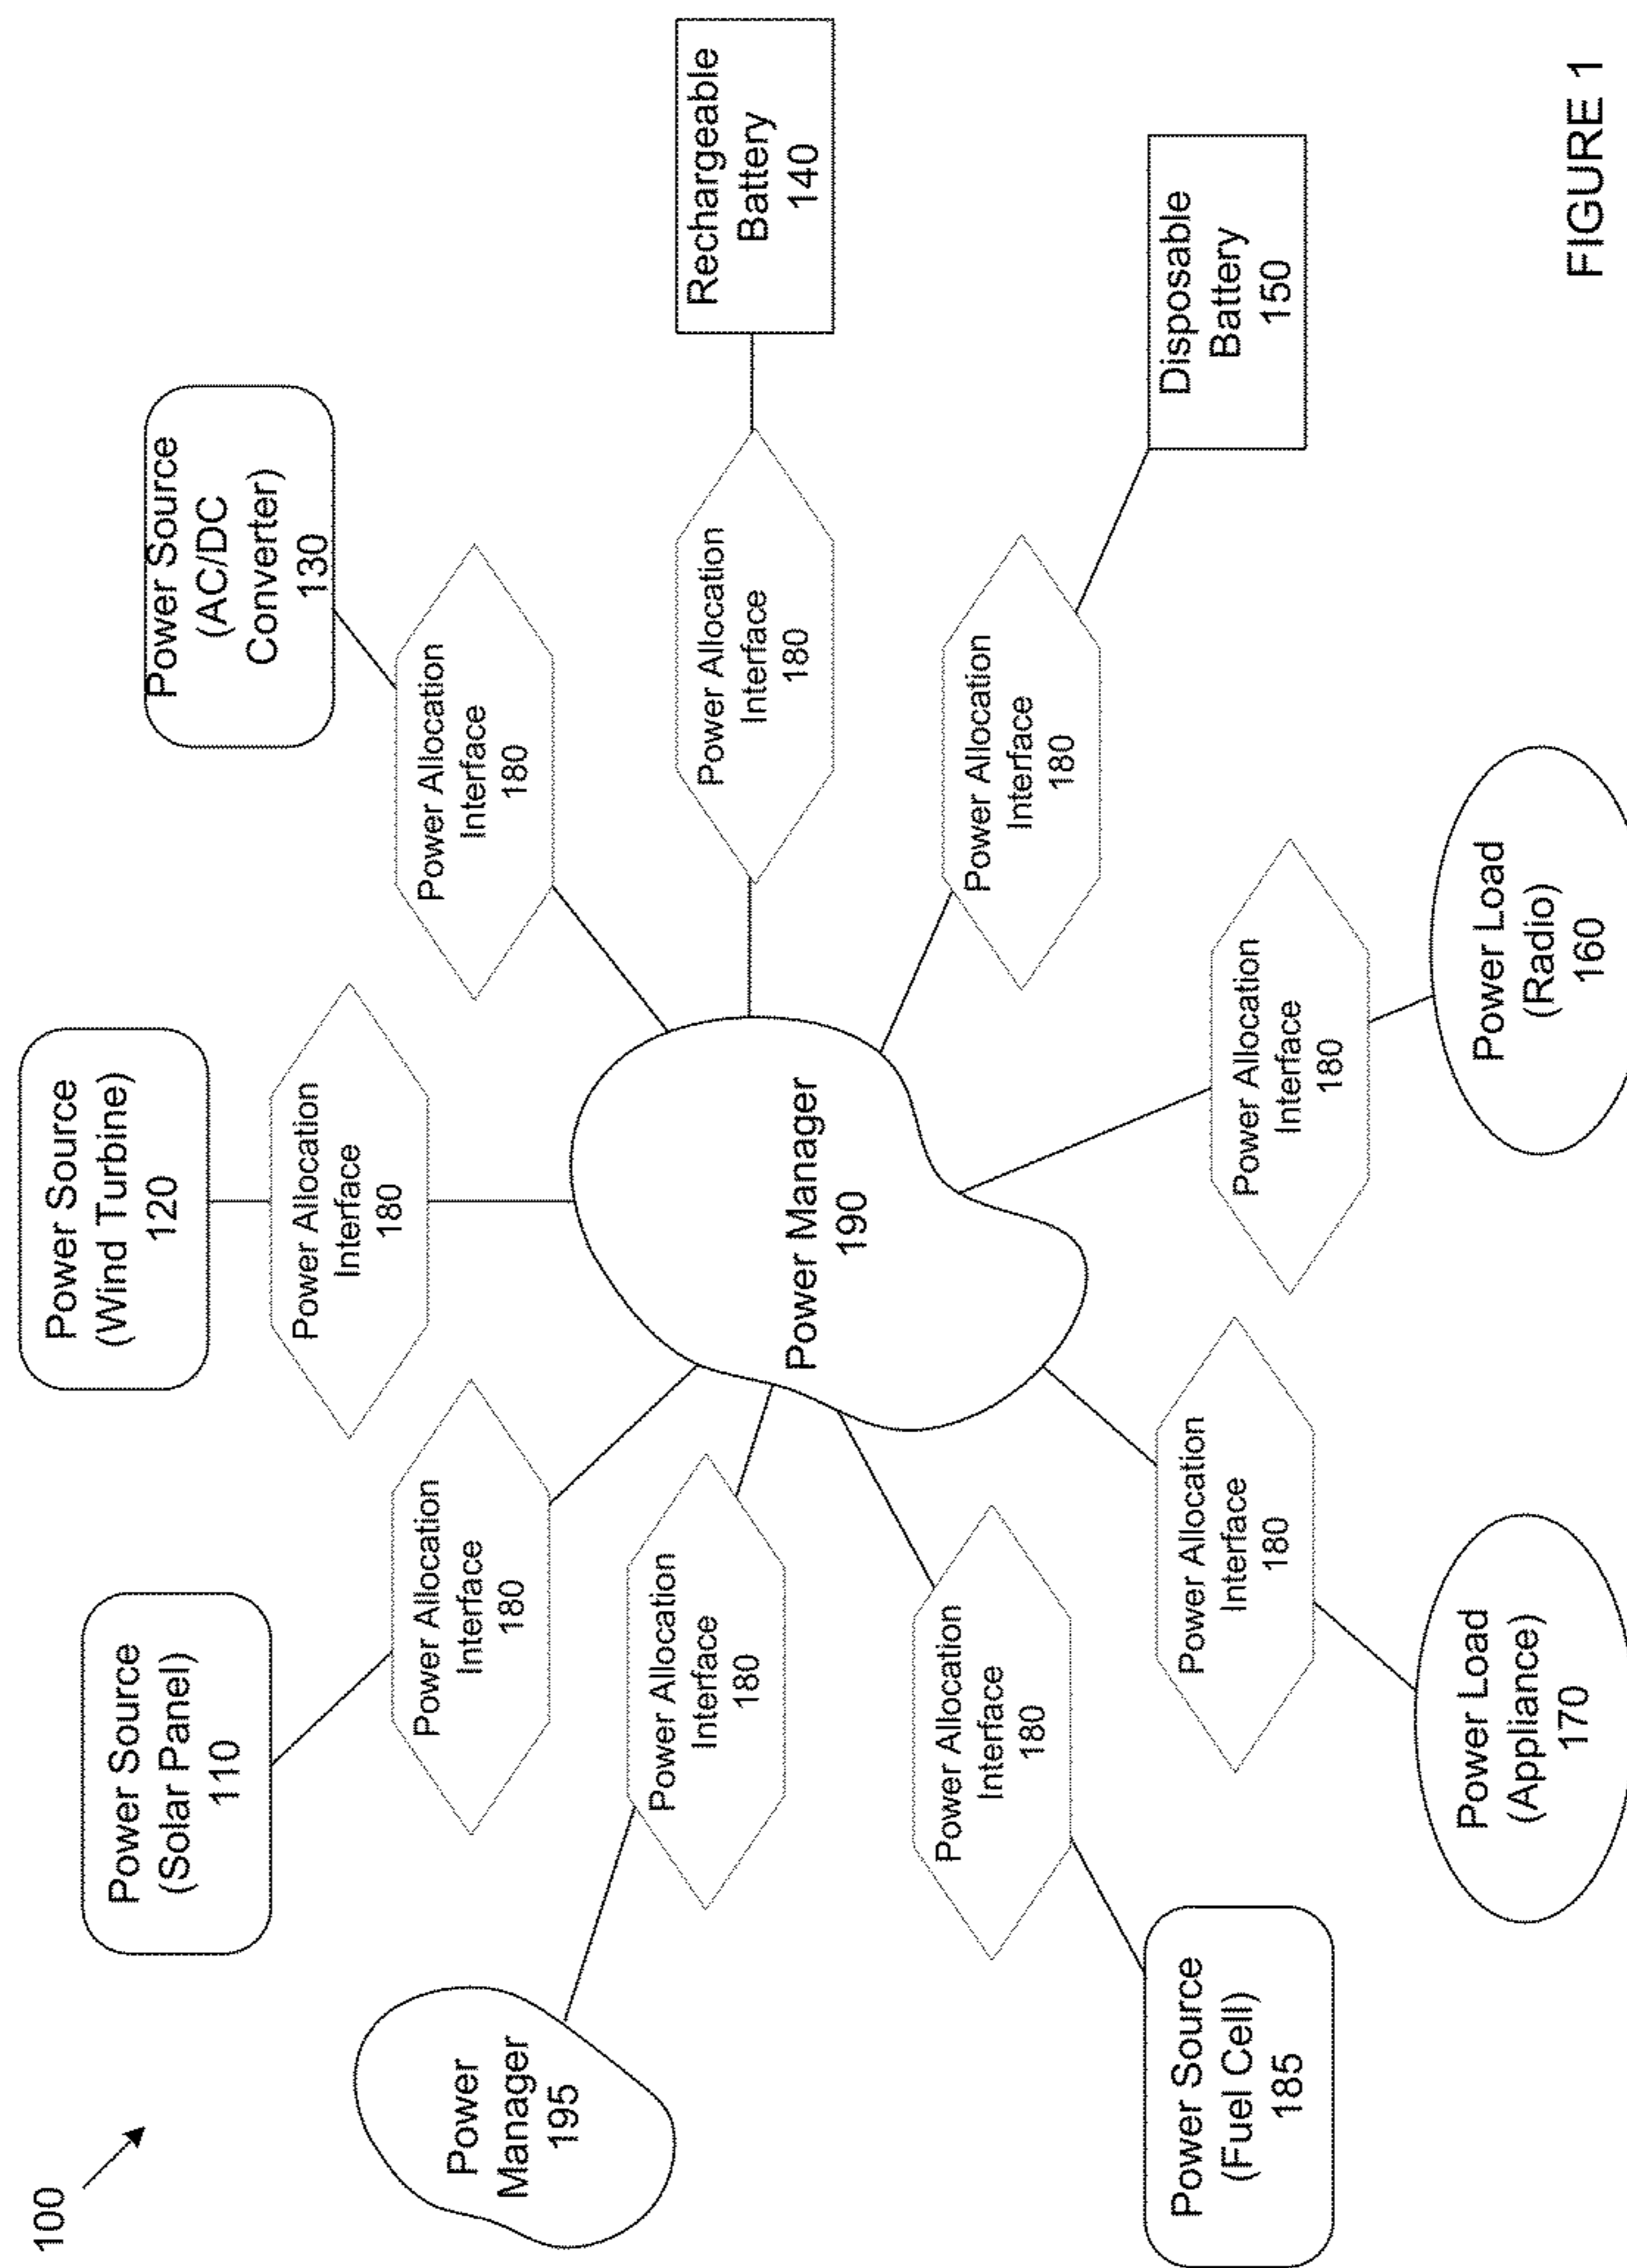 100
Power Source
(Solar Panel)
110
Power Source
(Wind Turbine)
120
Power Source
(AC/DC
Converter)
130
Power Allocation
Interface
180
Power Allocation
Interface
180
Power Allocation
Interface
180
Power
Manager
195
Power Allocation
Interface
180
Power Manager
190
Power Allocation
Interface
180
Rechargeable
Battery
140
Power Allocation
Interface
180
Power Allocation
Interface
180
Disposable
Battery
150
Power Source
(Fuel Cell)
185
Power Allocation
Interface
180
Power Allocation
Interface
180
Power Load
(Appliance)
170
Power Load
(Radio)
160
FIGURE 1